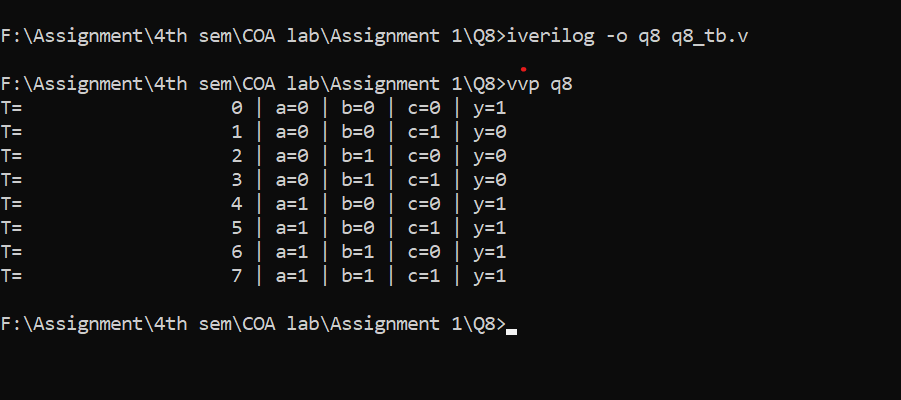 F:\Assignment\4th sem\COA lab\Assignment 1\Q8>iverilog -o q8 q8_tb.v
F:\Assignment\4th sem\COA lab\Assignment 1\Q8>vvp q8
T=                   0 | a=0 | b=0 | c=0 | y=1
T=                   1 | a=0 | b=0 | c=1 | y=0
T=                   2 | a=0 | b=1 | c=0 | y=0
T=                   3 | a=0 | b=1 | c=1 | y=0
T=                   4 | a=1 | b=0 | c=0 | y=1
T=                   5 | a=1 | b=0 | c=1 | y=1
T=                   6 | a=1 | b=1 | c=0 | y=1
T=                   7 | a=1 | b=1 | c=1 | y=1
F:\Assignment\4th sem\COA lab\Assignment 1\Q8>